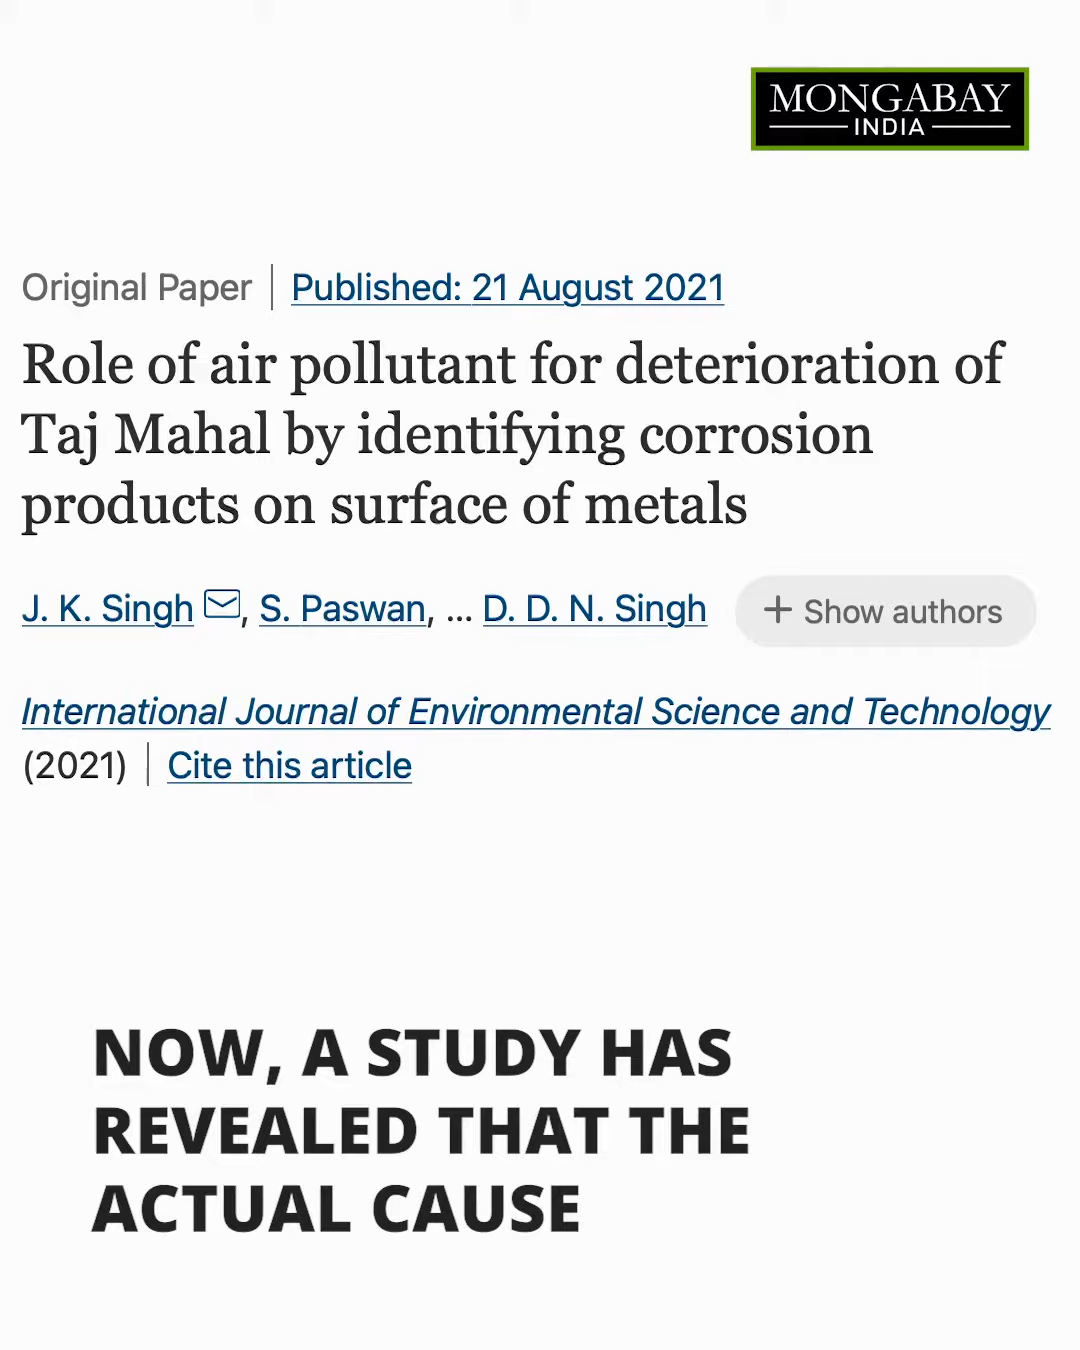 MONGABAY
INDIA
Original Paper | Published: 21 August 2021
Role of air pollutant for deterioration of
Taj Mahal by identifying corrosion
products on surface of metals
J. K. Singh, S. Paswan, ... D. D. N. Singh + Show authors
International Journal of Environmental Science and Technology
(2021) | Cite this article
NOW, A STUDY HAS
REVEALED THAT THE
ACTUAL CAUSE